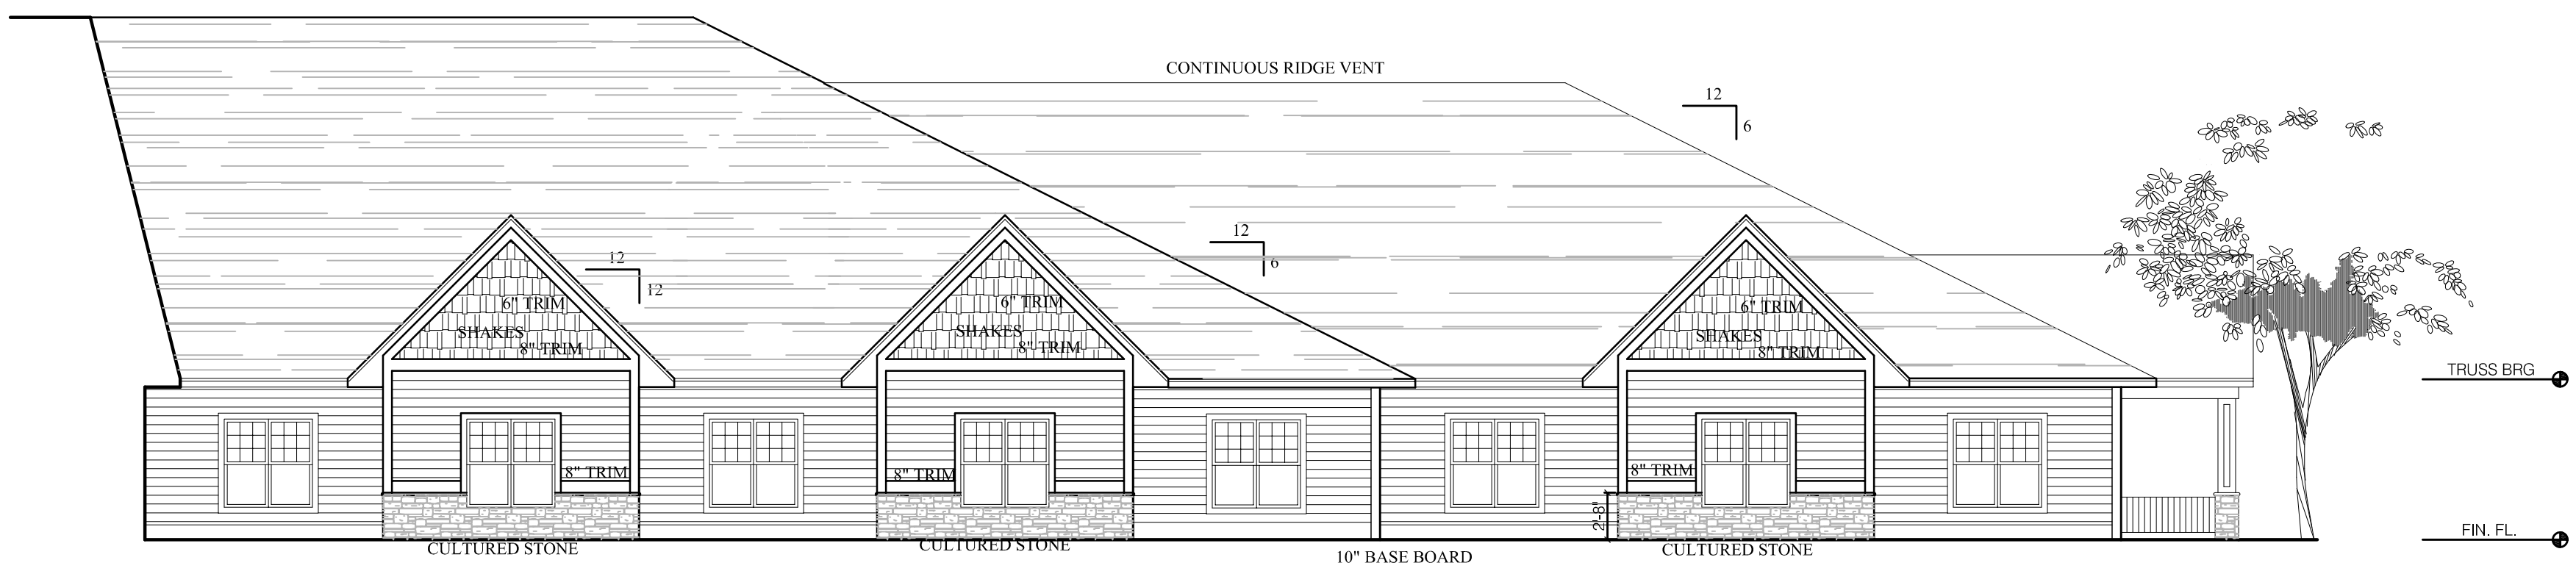 CONTINUOUS RIDGE VENT
12
6
12
6
12
12
6" TRIM
SHAKES
8" TRIM
6" TRIM
SHAKES
8" TRIM
6" TRIM
SHAKES
8" TRIM
TRUSS BRG
8" TRIM
8" TRIM
8" TRIM
2'-8"
FIN. FL.
CULTURED STONE
CULTURED STONE
10" BASE BOARD
CULTURED STONE